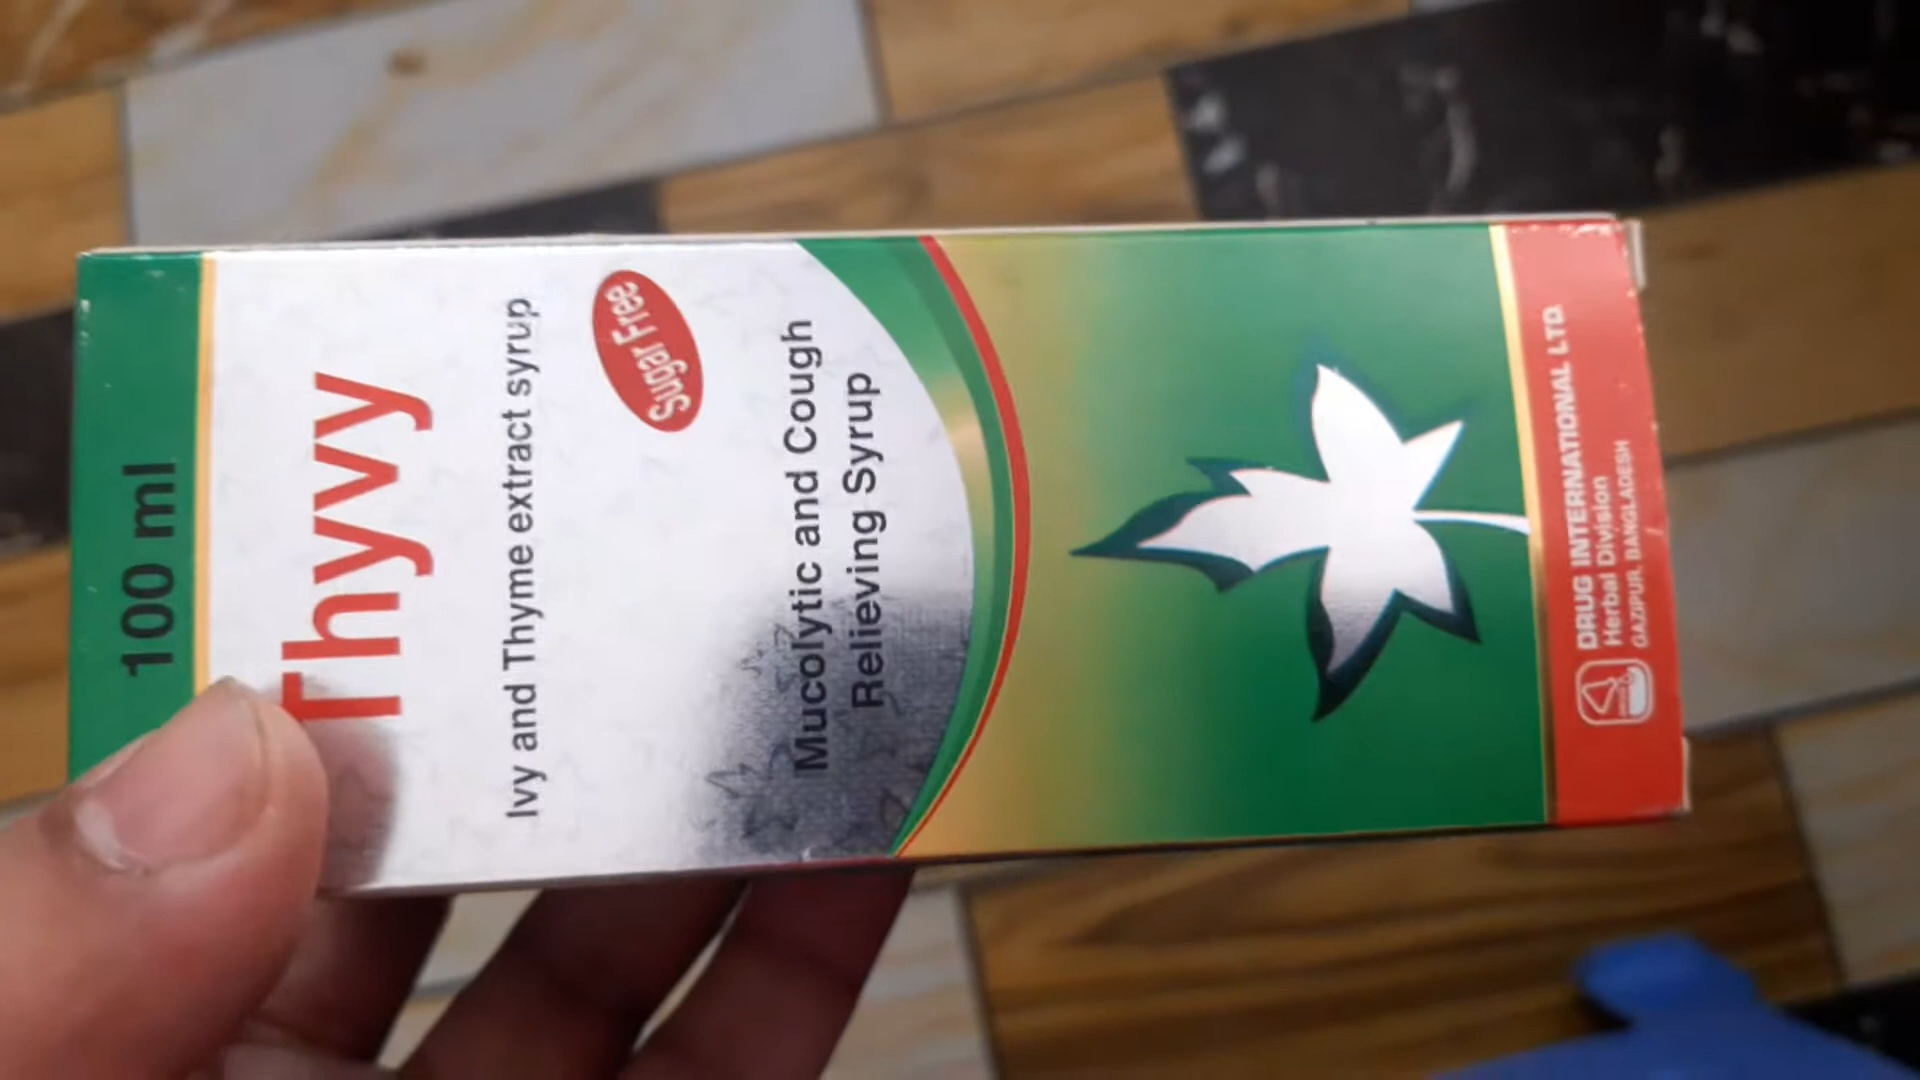 100 ml
Thyvy
Ivy and Thyme extract syrup
Sugar Free
Mucolytic and Cough
Relieving Syrup
DRUG INTERNATIONAL LTD.
Herbal Division
GAZIPUR, BANGLADESH